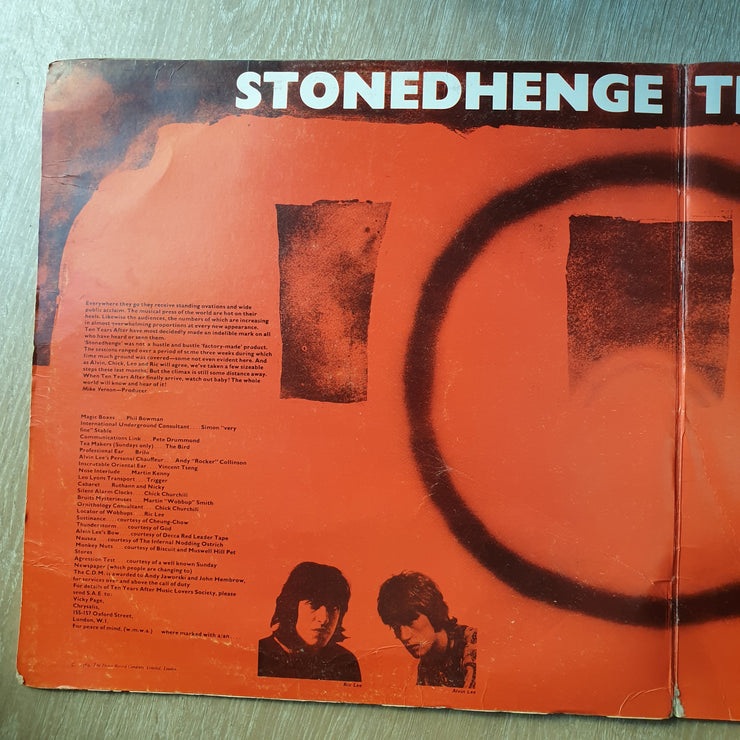 STONEDHENGE TE
Everywhere they go they receive standing ovations and wide
public acclaim. The musical press of the world are hot on their
heels. Likewise the audiences, the numbers of which are increasing
in almost overwhelming proportions at every new appearance.
Ten Years After have most decidedly made an indelible mark on all
who have heard or seen them.
'Stonedhenge' was not a hustle and bustle 'factory-made' product.
The sessions ranged over a period of some three weeks during which
time much ground was covered—some not even evident here. And
as Alvin, Chick, Leo and Ric will agree, we've taken a few sizeable
steps these last months. But the climax is still some distance away.
When Ten Years After finally arrive, watch out baby! The whole
world will know and hear of it!
Mike Vernon—Producer
Magic Boxes . . . Phil Bowman
International Underground Consultant . . . Simon "very
fine" Stable
Communications Link . . . Pete Drummond
Tea Makers (Sundays only) . . . The Bird
Professional Ear . . . Brilo
Alvin Lee's Personal Chauffeur . . . Andy "Rocker" Collinson
Inscrutable Oriental Ear . . . Vincent Tseng
Nose Interlude . . . Martin Kenny
Leo Lyons Transport . . . Trigger
Cabaret . . . Ruthann and Nicky
Silent Alarm Clocks . . . Chick Churchill
Bruits Mysterieuses . . . Martin "Wobbup" Smith
Ornithology Consultant . . . Chick Churchill
Locator of Wobhups . . . Ric Lee
Sustinance . . . courtesy of Cheung-Chow
Thunderstorm . . . courtesy of God
Alvin Lee's Bow . . . courtesy of Decca Red Leader Tape
Nausea . . . courtesy of The Infernal Nodding Ostrich
Monkey Nuts . . . courtesy of Biscuit and Muswell Hill Pet
Stores
Agression Test . . . courtesy of a well known Sunday
Newspaper (which people are changing to)
The C.D.M. is awarded to Andy Jaworski and John Hembrow,
for services over and above the call of duty
For details of Ten Years After Music Lovers Society, please
send S.A.E. to:
Vicky Page,
Chrysalis,
155-157 Oxford Street,
London, W.1.
For peace of mind. (w.m.w.a.) where marked with a:an
The Decca Record Company Limited, London
Ric Lee
Alvin Lee